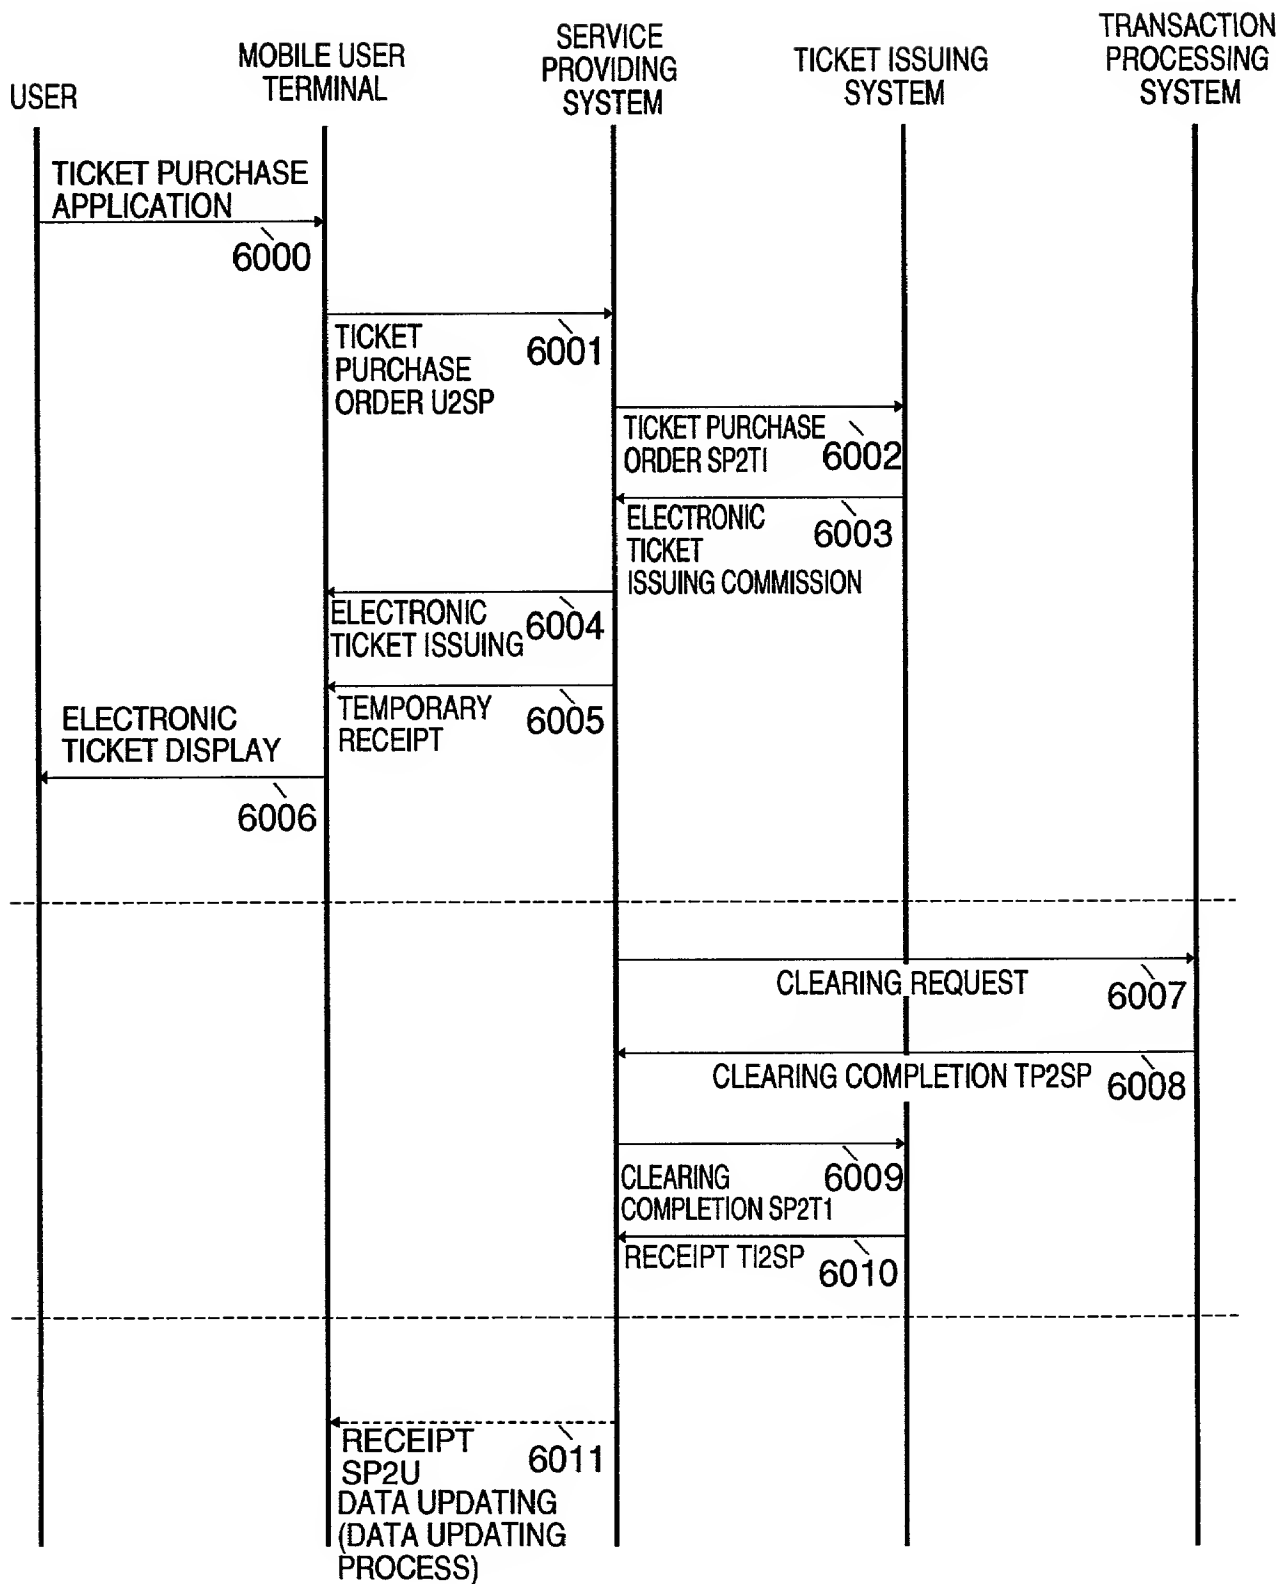 USER
MOBILE USER
TERMINAL
SERVICE
PROVIDING
SYSTEM
TICKET ISSUING
SYSTEM
TRANSACTION
PROCESSING
SYSTEM
TICKET PURCHASE
APPLICATION
6000
TICKET
PURCHASE
ORDER U2SP
6001
TICKET PURCHASE
ORDER SP2TI
6002
ELECTRONIC
TICKET
ISSUING COMMISSION
6003
ELECTRONIC
TICKET ISSUING
6004
TEMPORARY
RECEIPT
6005
ELECTRONIC
TICKET DISPLAY
6006
CLEARING REQUEST
6007
CLEARING COMPLETION TP2SP
6008
CLEARING
COMPLETION SP2T1
6009
RECEIPT TI2SP
6010
RECEIPT
SP2U
DATA UPDATING
(DATA UPDATING
PROCESS)
6011